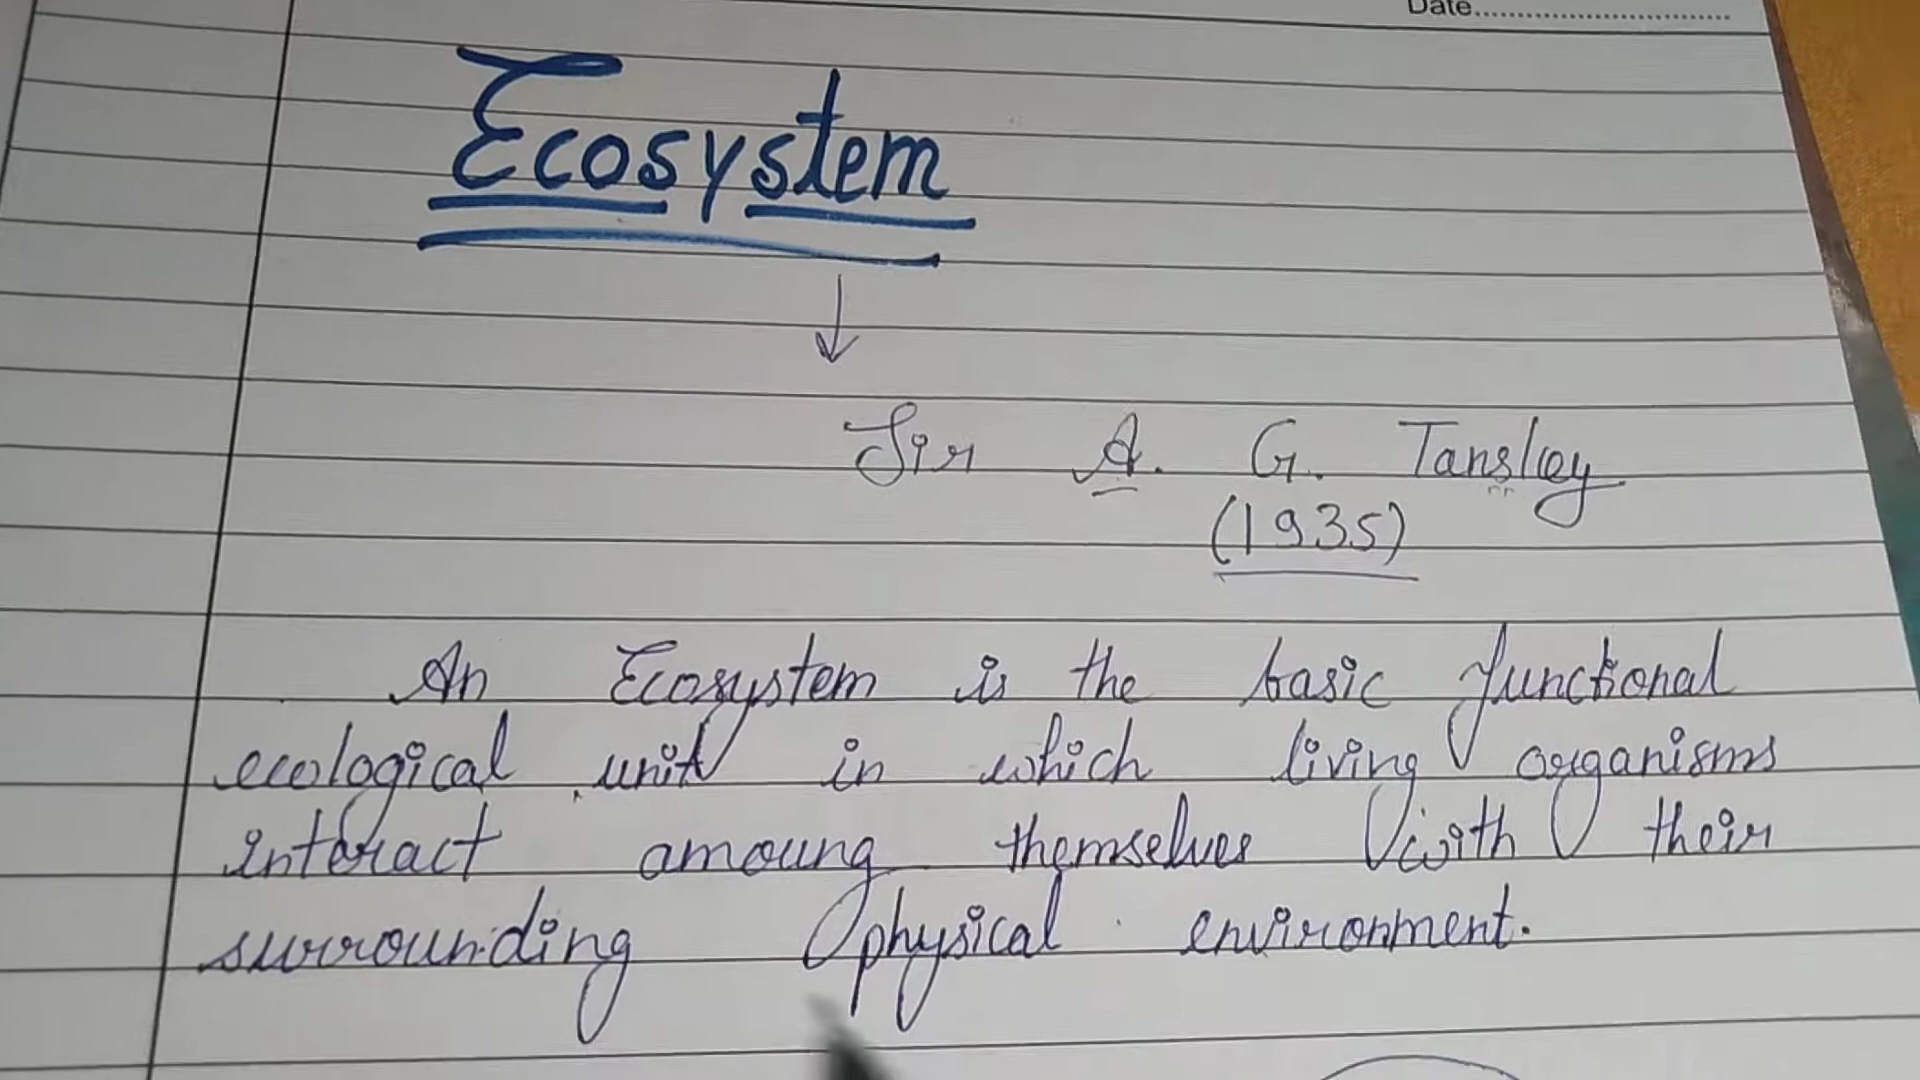 Date
Ecosystem
Sir A. G. Tansley
(1935)
An Ecosystem is the basic functional
ecological unit in which living organisms
interact amoung themselves with their
surrounding physical environment.